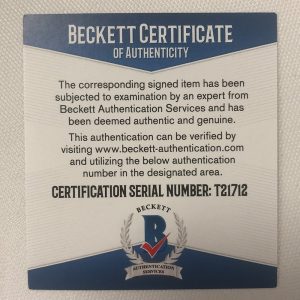 BECKETT CERTIFICATE
OF AUTHENTICITY
The corresponding signed item has been
subjected to examination by an expert from
Beckett Authentication Services and has
been deemed authentic and genuine.
This authentication can be verified by
visiting www.beckett-authentication.com
and utilizing the below authentication
number in the designated area.
CERTIFICATION SERIAL NUMBER: T21712
BECKETT
B
AUTHENTICATION
SERVICES